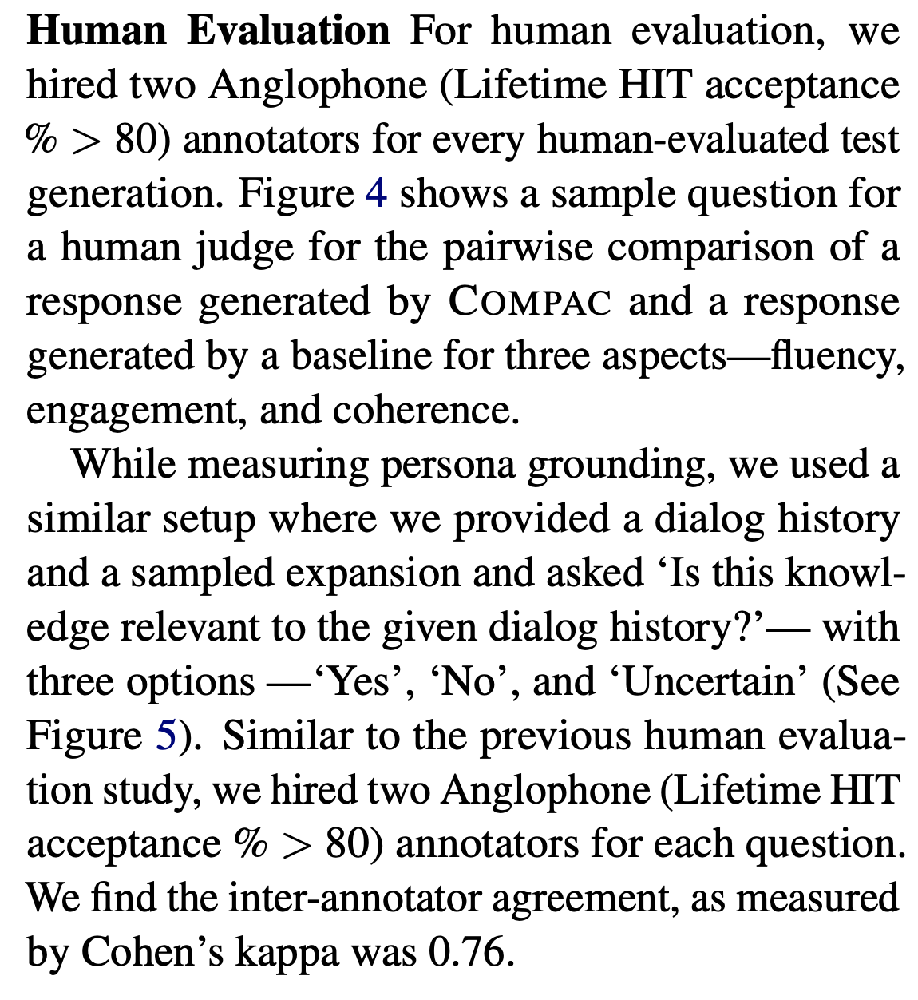 Human Evaluation For human evaluation, we
hired two Anglophone (Lifetime HIT acceptance
% > 80) annotators for every human-evaluated test
generation. Figure 4 shows a sample question for
a human judge for the pairwise comparison of a
response generated by COMPAC and a response
generated by a baseline for three aspects—fluency,
engagement, and coherence.
While measuring persona grounding, we used a
similar setup where we provided a dialog history
and a sampled expansion and asked ‘Is this knowl-
edge relevant to the given dialog history?’— with
three options —‘Yes’, ‘No’, and ‘Uncertain’ (See
Figure 5). Similar to the previous human evalua-
tion study, we hired two Anglophone (Lifetime HIT
acceptance % > 80) annotators for each question.
We find the inter-annotator agreement, as measured
by Cohen’s kappa was 0.76.